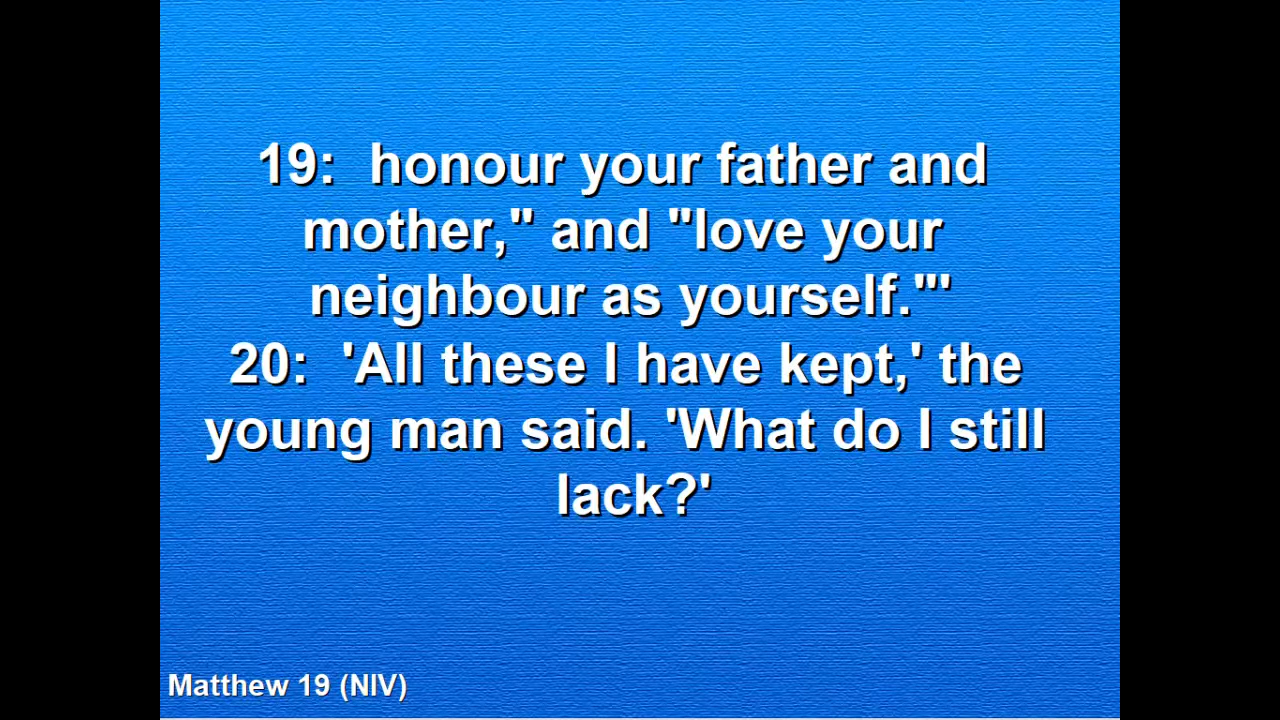 19:  honour your father and
mother," and "love your
neighbour as yourself."'
20:  'All these I have kept,' the
young man said. 'What do I still
lack?'
Matthew 19 (NIV)